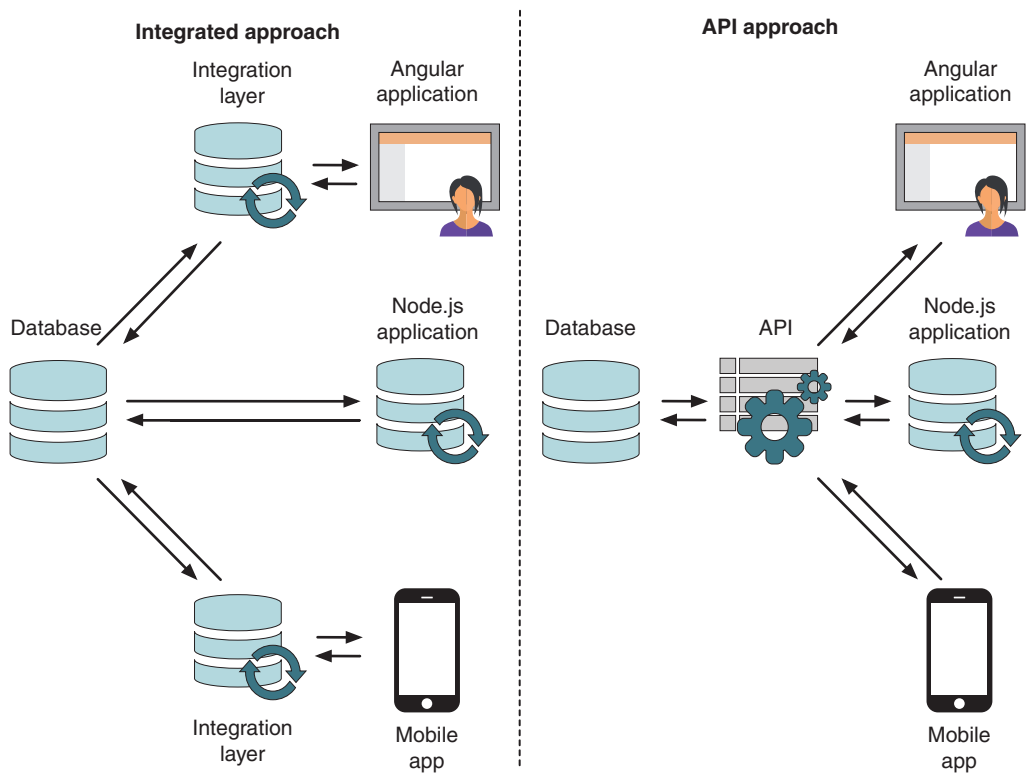 Integrated approach
Integration
layer
Angular
application
Database
Node.js
application
Integration
layer
Mobile
app
API approach
Angular
application
Database
API
Node.js
application
Mobile
app